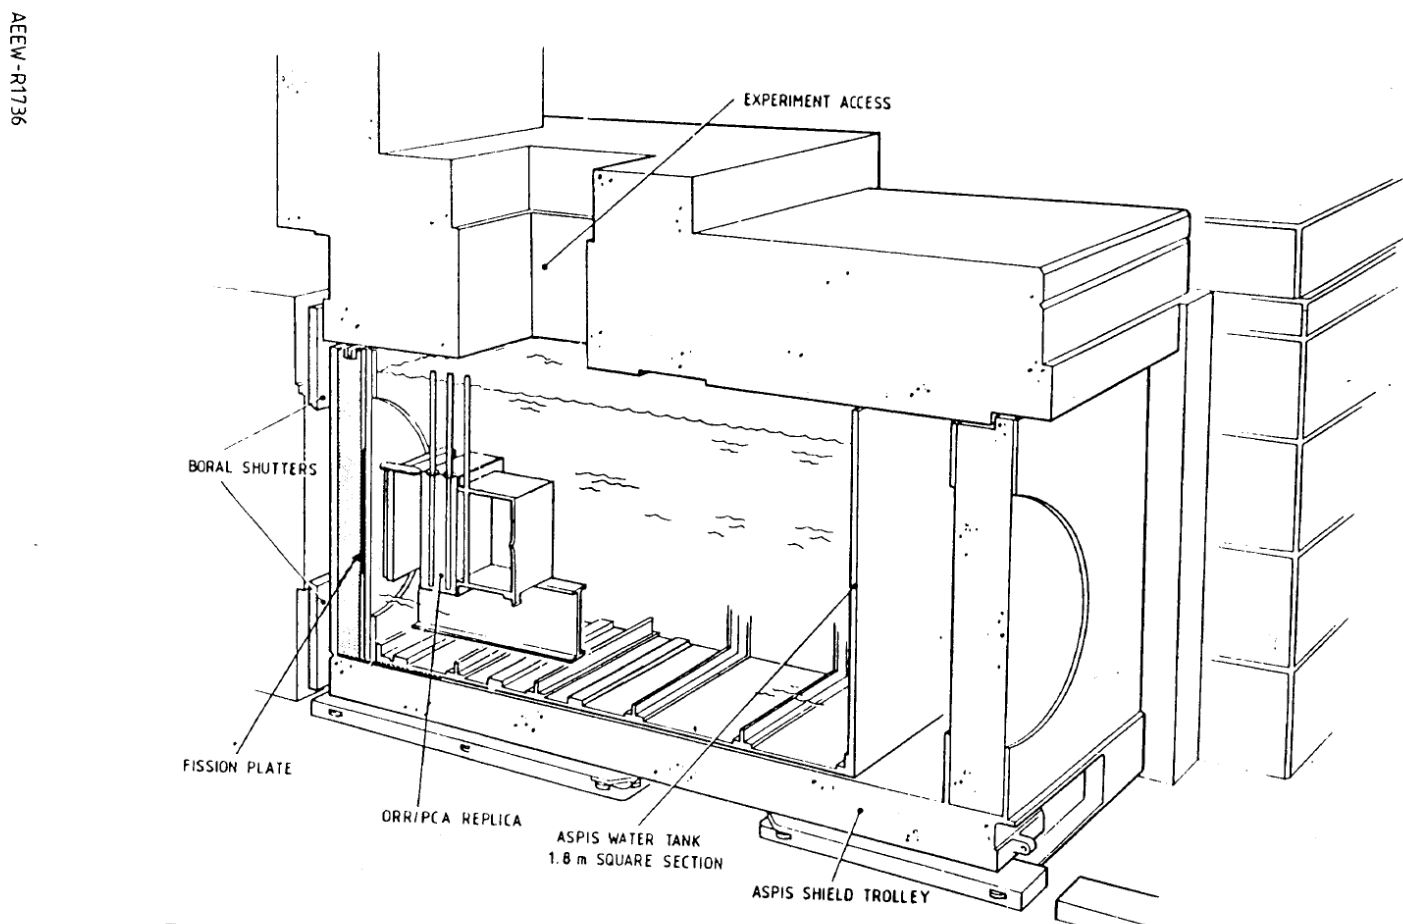 AEEW-R1736
EXPERIMENT ACCESS
BORAL SHUTTERS
FISSION PLATE
ORR/PCA REPLICA
ASPIS WATER TANK
1.8 m SQUARE SECTION
ASPIS SHIELD TROLLEY